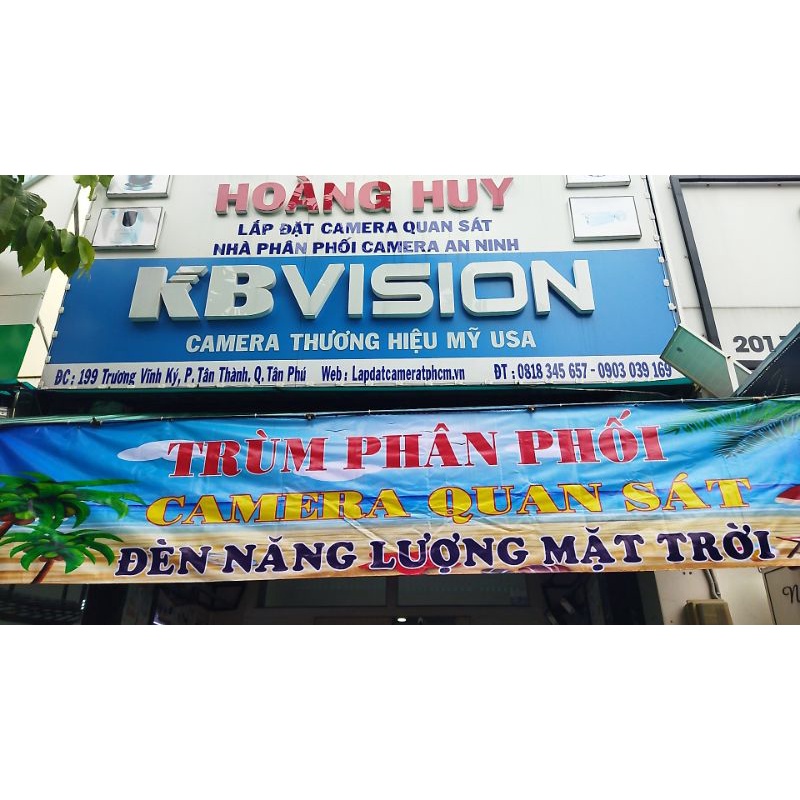 HOÀNG HUY
LẮP ĐẶT CAMERA QUAN SÁT
NHÀ PHÂN PHỐI CAMERA AN NINH
KBVISION
CAMERA THƯƠNG HIỆU MỸ USA
ĐC : 199 Trương Vĩnh Ký, P. Tân Thành, Q. Tân Phú Web : Lapdatcameratphcm.vn ĐT : 0818 345 657 - 0903 039 169
TRÙM PHÂN PHỐI
CAMERA QUAN SÁT
ĐÈN NĂNG LƯỢNG MẶT TRỜI